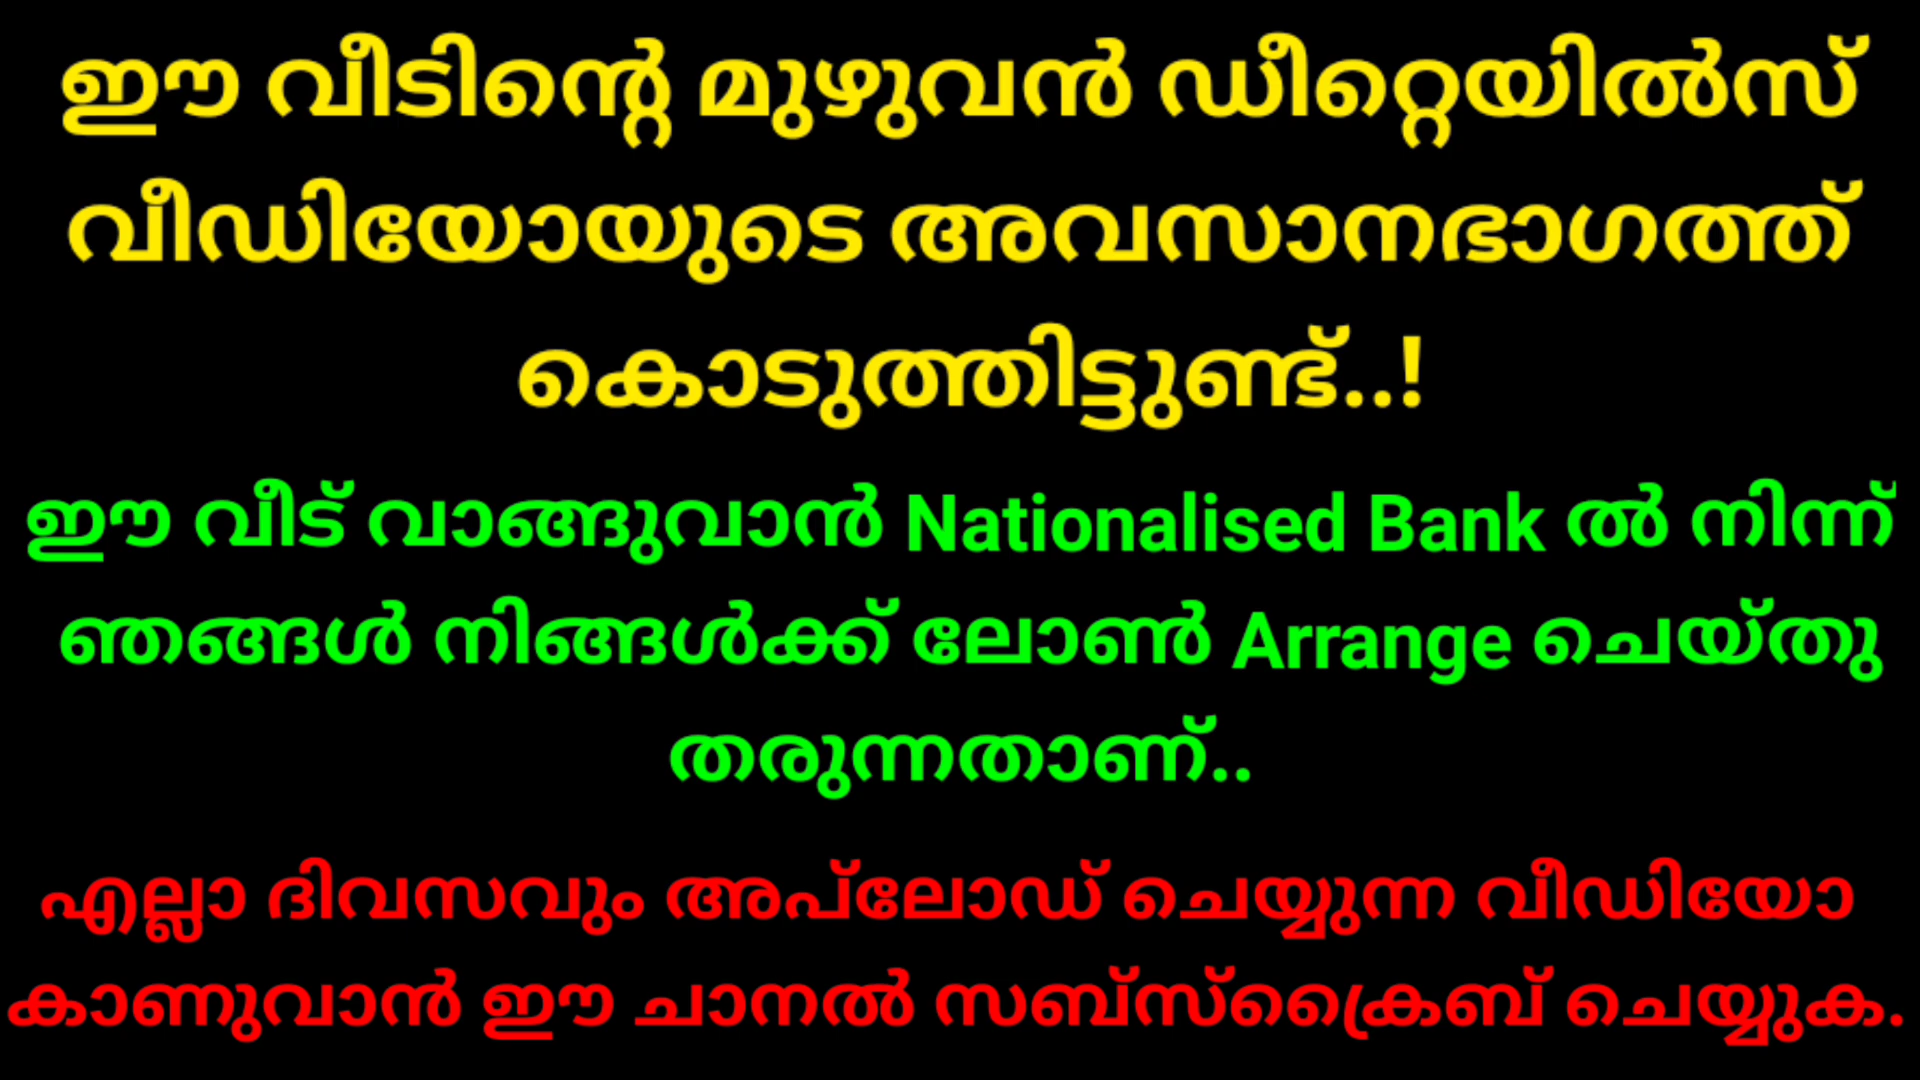 ഈ വീടിന്റെ മുഴുവൻ ഡീറ്റെയിൽസ്
വീഡിയോയുടെ അവസാനഭാഗത്ത്
കൊടുത്തിട്ടുണ്ട്..!
ഈ വീട് വാങ്ങുവാൻ Nationalised Bank ൽ നിന്ന്
ഞങ്ങൾ നിങ്ങൾക്ക് ലോൺ Arrange ചെയ്തു
തരുന്നതാണ്..
എല്ലാ ദിവസവും അപ്ലോഡ് ചെയ്യുന്ന വീഡിയോ
കാണുവാൻ ഈ ചാനൽ സബ്സ്ക്രൈബ് ചെയ്യുക.